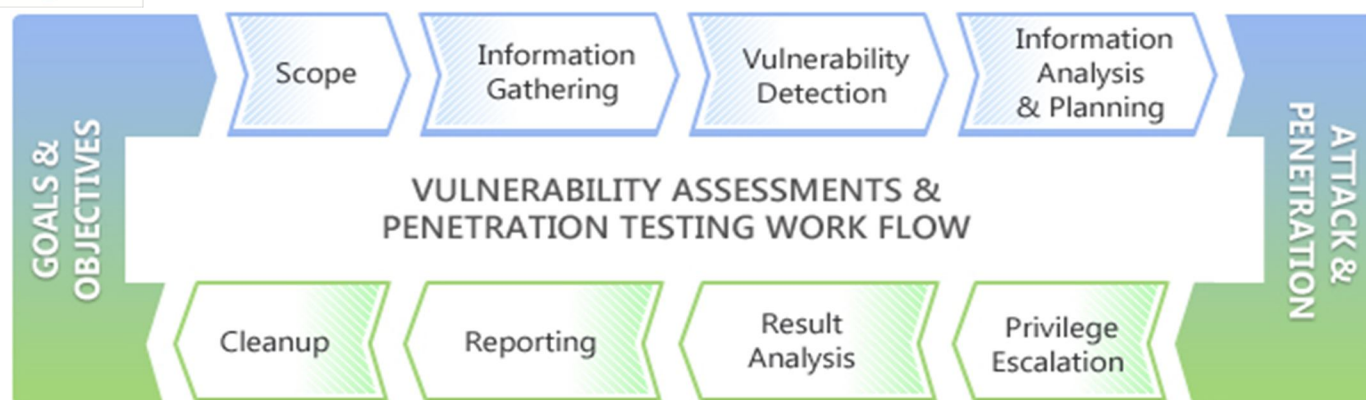 GOALS &
OBJECTIVES
Scope
Information
Gathering
Vulnerability
Detection
Information
Analysis
& Planning
ATTACK &
PENETRATION
VULNERABILITY ASSESSMENTS &
PENETRATION TESTING WORK FLOW
Cleanup
Reporting
Result
Analysis
Privilege
Escalation